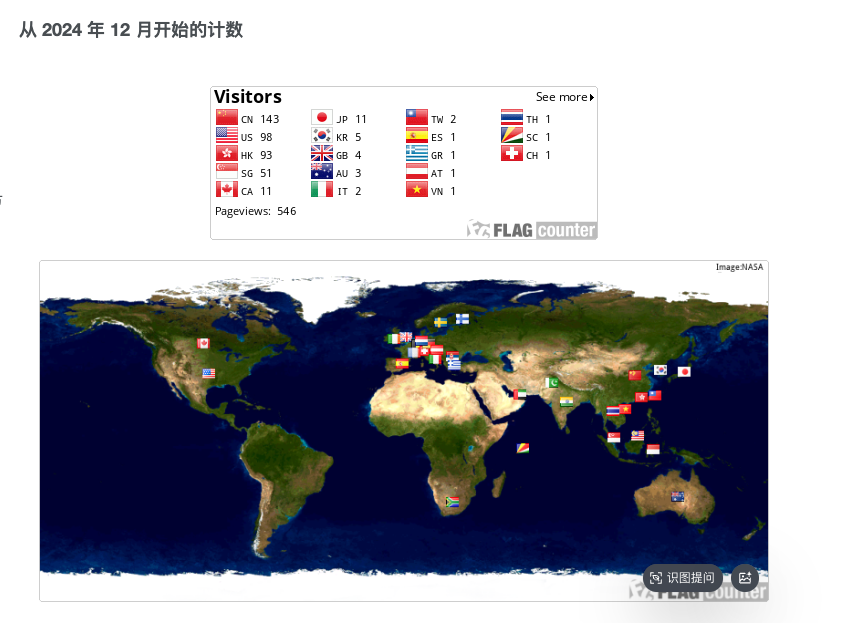 从 2024 年 12 月开始的计数
Visitors
See more
CN 143
JP 11
TW 2
TH 1
US 98
KR 5
ES 1
SC 1
HK 93
GB 4
GR 1
CH 1
SG 51
AU 3
AT 1
CA 11
IT 2
VN 1
Pageviews: 546
FLAG counter
Image:NASA
识图提问
FLAG counter